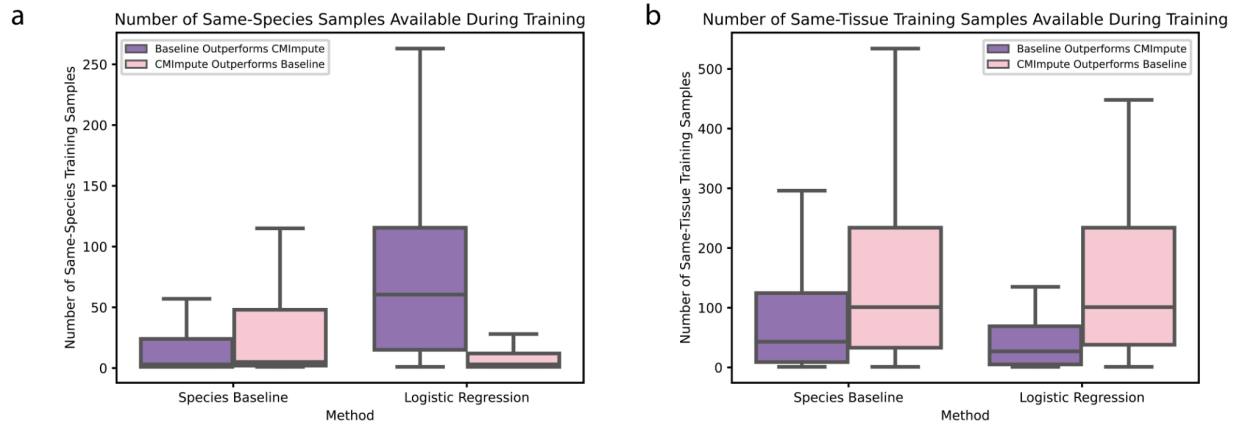 a
Number of Same-Species Samples Available During Training
Baseline Outperforms CMImpute
CMImpute Outperforms Baseline
Number of Same-Species Training Samples
250
200
150
100
50
0
Species Baseline
Logistic Regression
Method
b
Number of Same-Tissue Training Samples Available During Training
Baseline Outperforms CMImpute
CMImpute Outperforms Baseline
Number of Same-Tissue Training Samples
500
400
300
200
100
0
Species Baseline
Logistic Regression
Method